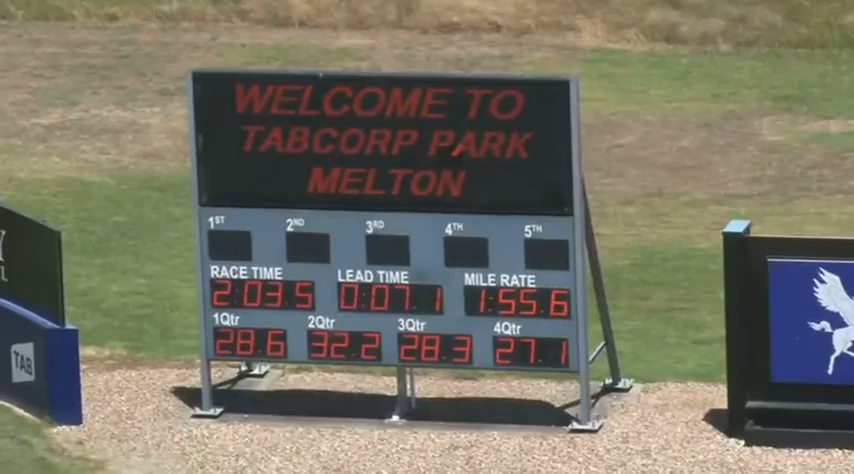 WELCOME TO
TABCORP PARK
MELTON
1ST 2ND 3RD 4TH 5TH
RACE TIME LEAD TIME MILE RATE
2:03.5 0:07.1 1:55.6
1Qtr 2Qtr 3Qtr 4Qtr
28.6 32.2 28.3 27.1
TAB